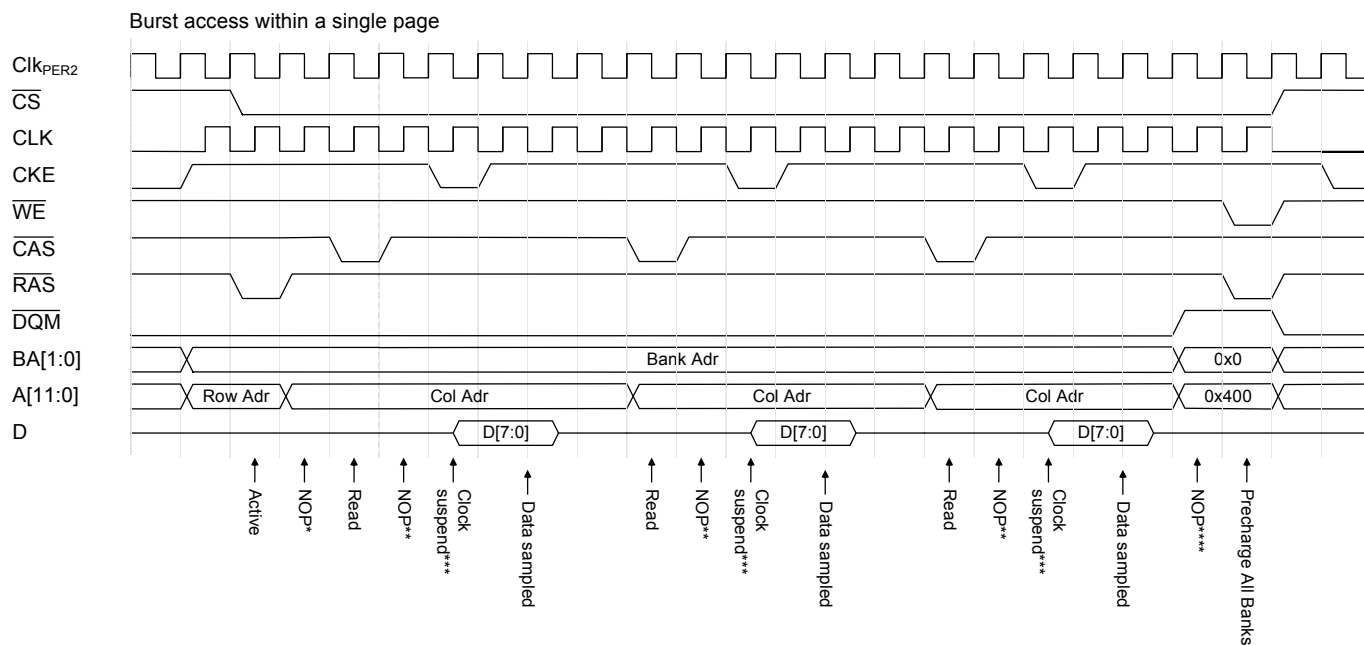 Burst access within a single page
ClkPER2
CS
CLK
CKE
WE
CAS
RAS
DQM
BA[1:0] Bank Adr 0x0
A[11:0] Row Adr Col Adr Col Adr Col Adr 0x400
D D[7:0] D[7:0] D[7:0]
Active
NOP*
Read
NOP**
Clock
suspend***
Data sampled
Read
NOP**
Clock
suspend***
Data sampled
Read
NOP**
Clock
suspend***
Data sampled
NOP****
Precharge All Banks